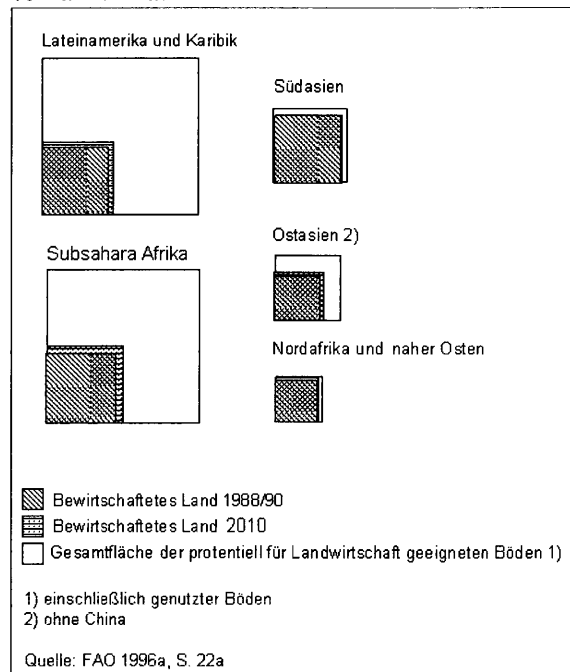 Lateinamerika und Karibik
Südasien
Subsahara Afrika
Ostasien 2)
Nordafrika und naher Osten
Bewirtschaftetes Land 1988/90
Bewirtschaftetes Land 2010
Gesamtfläche der protentiell für Landwirtschaft geeigneten Böden 1)
1) einschließlich genutzter Böden
2) ohne China
Quelle: FAO 1996a, S. 22a